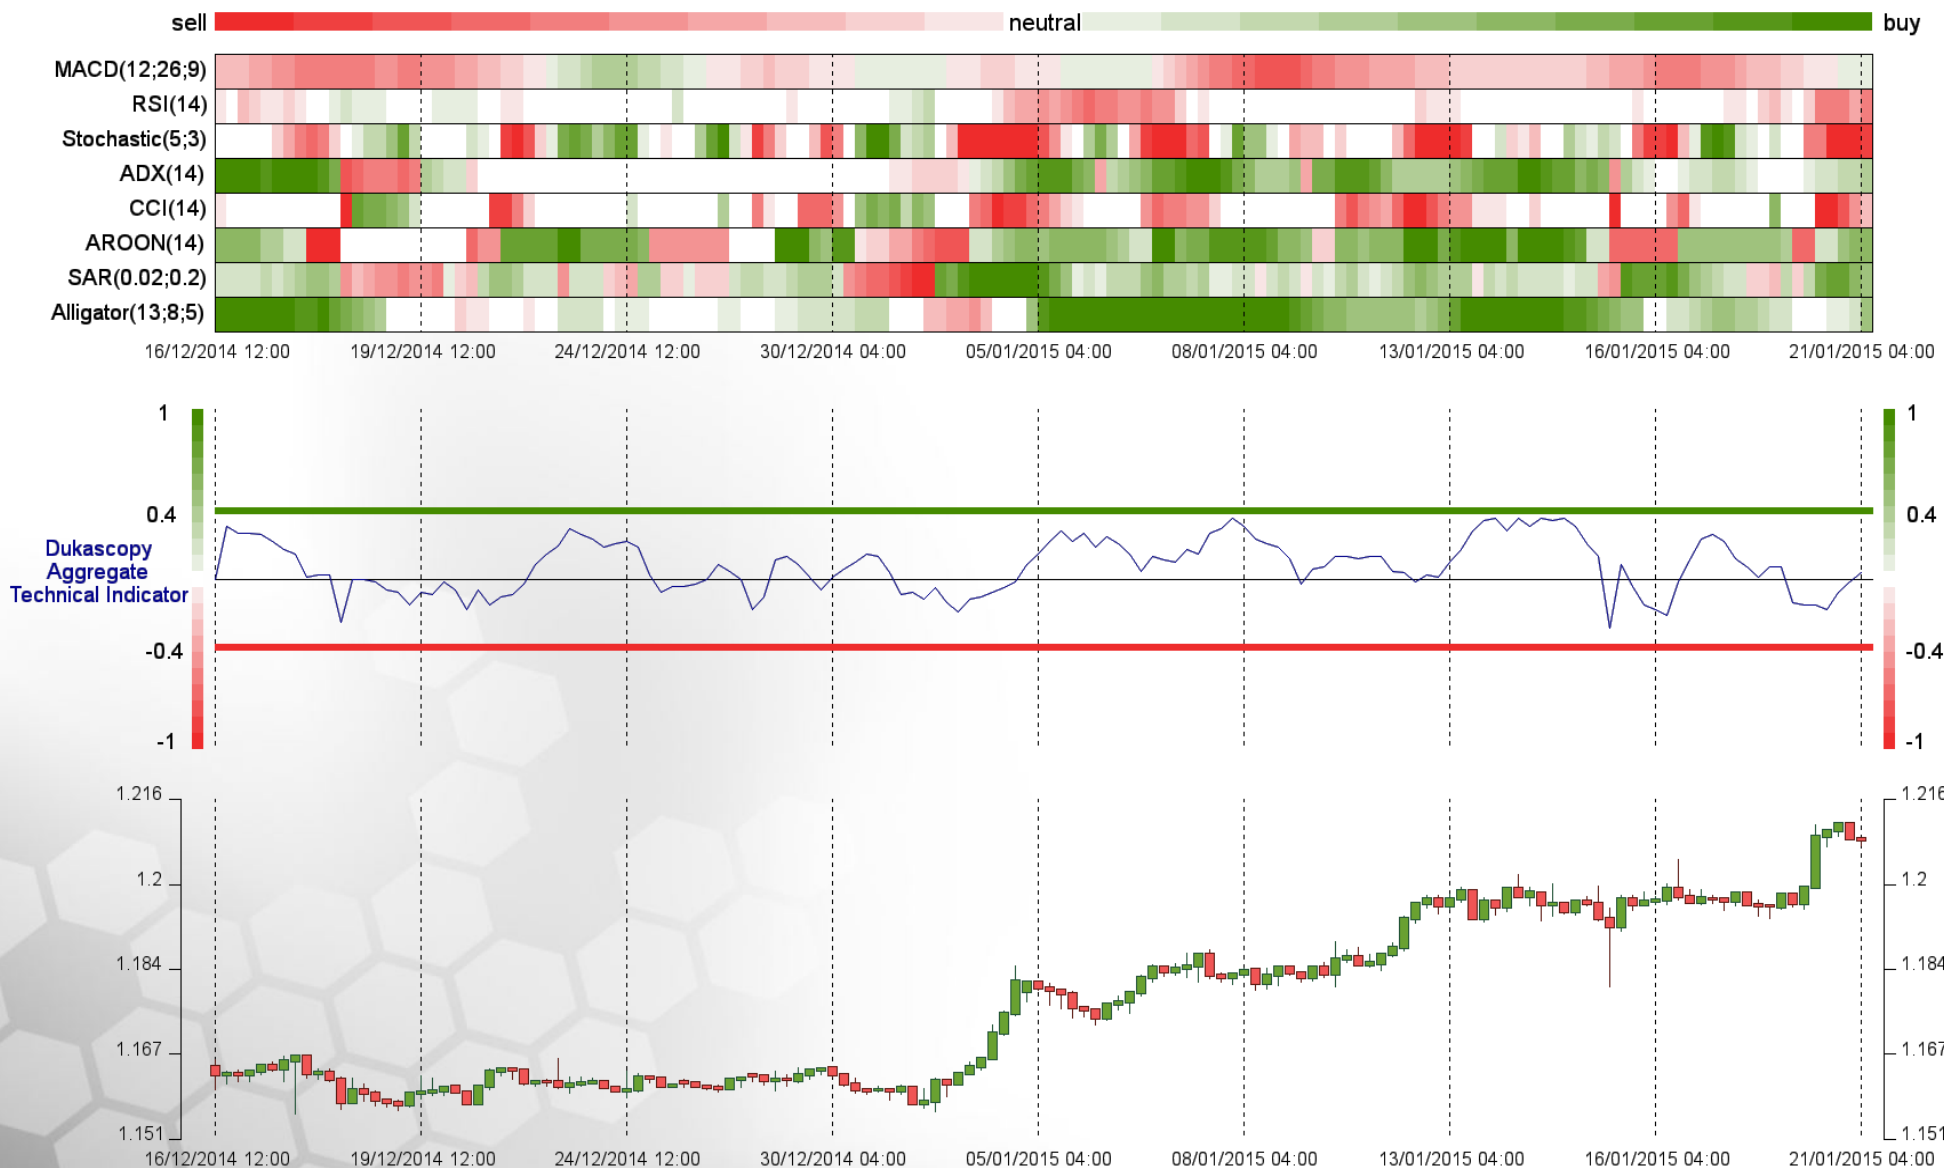 sell neutral buy
MACD(12;26;9)
RSI(14)
Stochastic(5;3)
ADX(14)
CCI(14)
AROON(14)
SAR(0.02;0.2)
Alligator(13;8;5)
16/12/2014 12:00 19/12/2014 12:00 24/12/2014 12:00 30/12/2014 04:00 05/01/2015 04:00 08/01/2015 04:00 13/01/2015 04:00 16/01/2015 04:00 21/01/2015 04:00
1 1
0.4 0.4
Dukascopy
Aggregate
Technical Indicator
-0.4 -0.4
-1 -1
1.216 1.216
1.2 1.2
1.184 1.184
1.167 1.167
1.151 1.151
16/12/2014 12:00 19/12/2014 12:00 24/12/2014 12:00 30/12/2014 04:00 05/01/2015 04:00 08/01/2015 04:00 13/01/2015 04:00 16/01/2015 04:00 21/01/2015 04:00